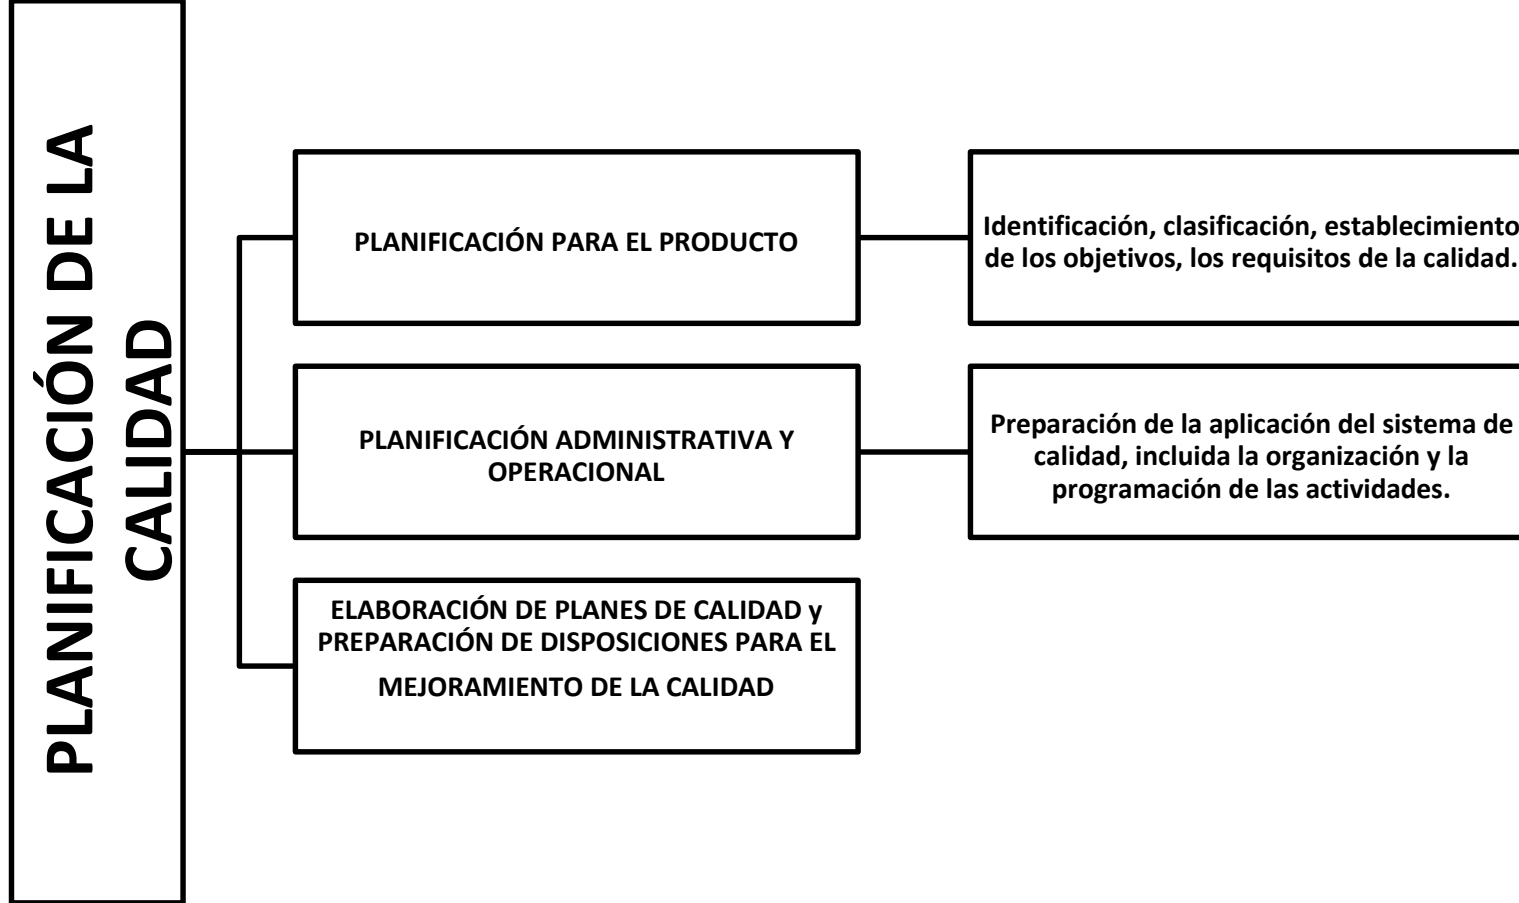 PLANIFICACIÓN DE LA
CALIDAD
PLANIFICACIÓN PARA EL PRODUCTO
Identificación, clasificación, establecimiento
de los objetivos, los requisitos de la calidad.
PLANIFICACIÓN ADMINISTRATIVA Y
OPERACIONAL
Preparación de la aplicación del sistema de
calidad, incluida la organización y la
programación de las actividades.
ELABORACIÓN DE PLANES DE CALIDAD y
PREPARACIÓN DE DISPOSICIONES PARA EL
MEJORAMIENTO DE LA CALIDAD